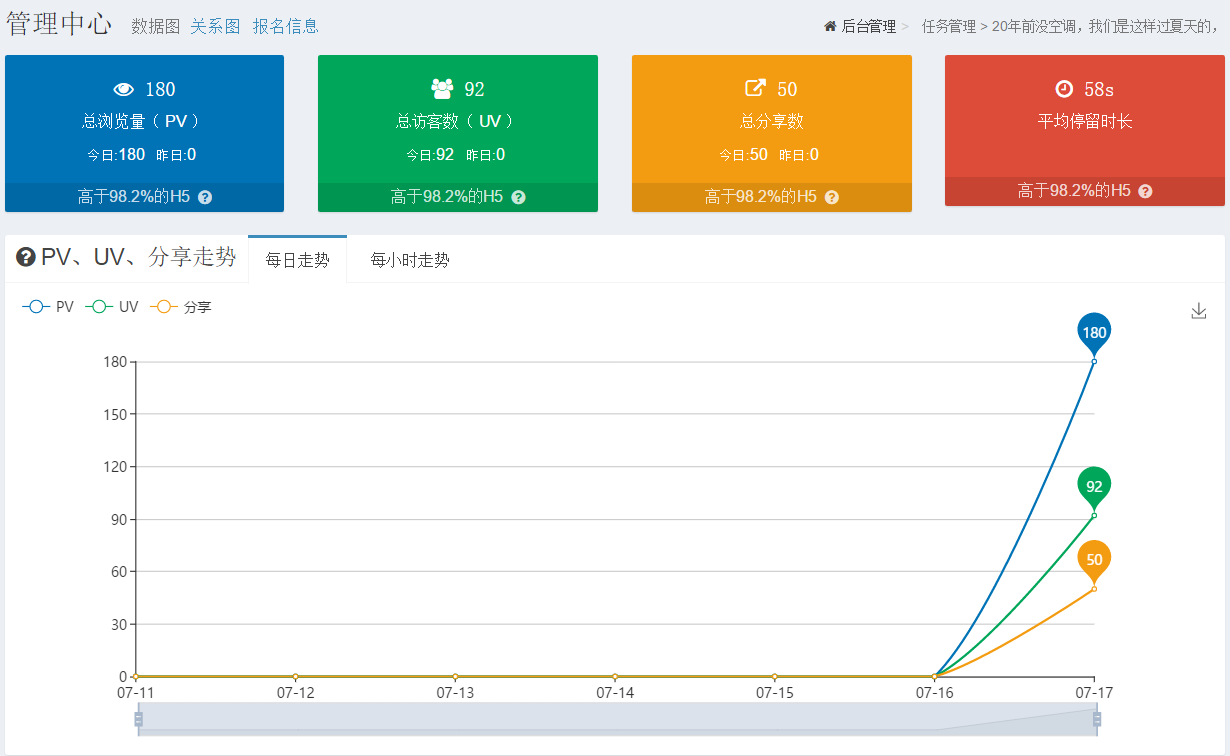 管理中心 数据图 关系图 报名信息 后台管理 > 任务管理 > 20年前没空调，我们是这样过夏天的，
180
总浏览量（ PV ）
今日:180 昨日:0
高于98.2%的H5
92
总访客数（ UV ）
今日:92 昨日:0
高于98.2%的H5
50
总分享数
今日:50 昨日:0
高于98.2%的H5
58s
平均停留时长
高于98.2%的H5
PV、UV、分享走势 每日走势 每小时走势
PV UV 分享
180
92
50
180
150
120
90
60
30
0
07-11 07-12 07-13 07-14 07-15 07-16 07-17